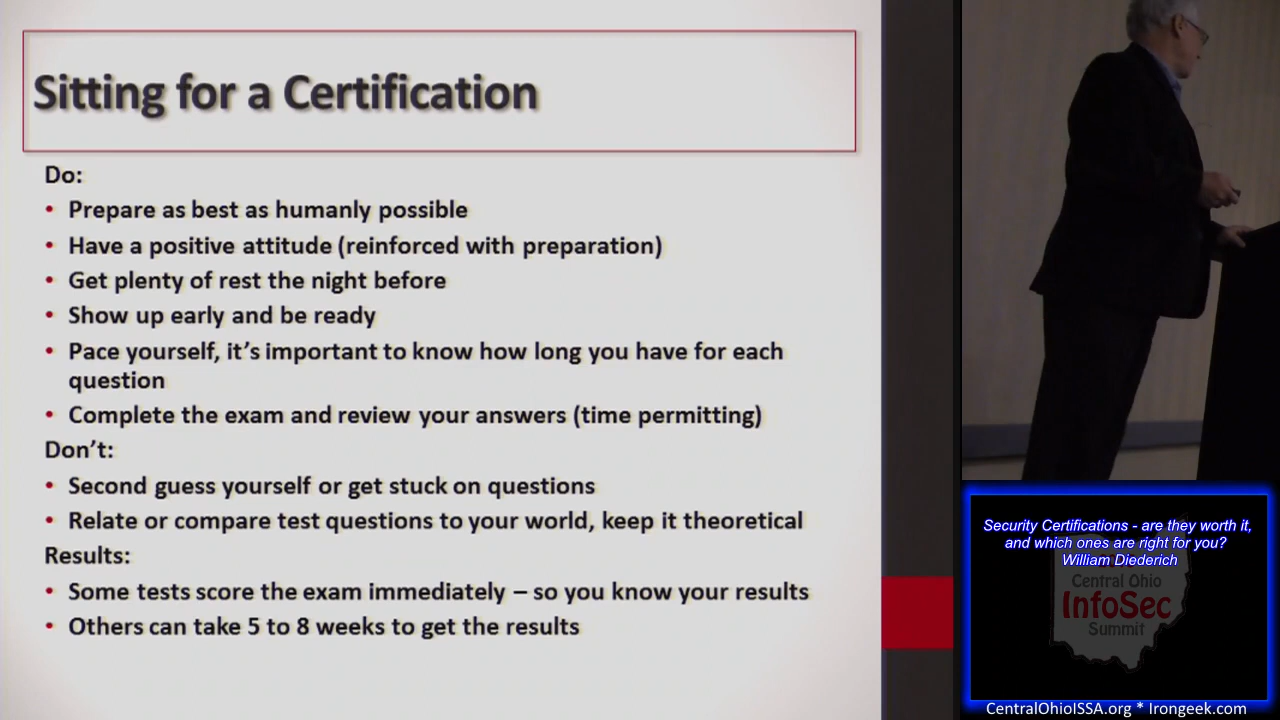 Sitting for a Certification
Do:
• Prepare as best as humanly possible
• Have a positive attitude (reinforced with preparation)
• Get plenty of rest the night before
• Show up early and be ready
• Pace yourself, it’s important to know how long you have for each
question
• Complete the exam and review your answers (time permitting)
Don’t:
• Second guess yourself or get stuck on questions
• Relate or compare test questions to your world, keep it theoretical
Results:
• Some tests score the exam immediately – so you know your results
• Others can take 5 to 8 weeks to get the results
Security Certifications - are they worth it,
and which ones are right for you?
William Diederich
Central Ohio
InfoSec
Summit
CentralOhioISSA.org * Irongeek.com